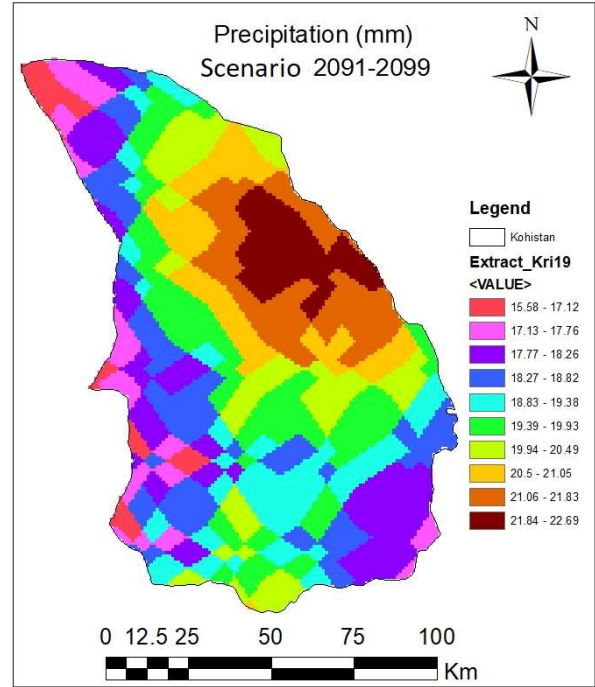 Precipitation (mm)
Scenario 2091-2099
N
Legend
Kohistan
Extract_Kri19
<VALUE>
15.58 - 17.12
17.13 - 17.76
17.77 - 18.26
18.27 - 18.82
18.83 - 19.38
19.39 - 19.93
19.94 - 20.49
20.5 - 21.05
21.06 - 21.83
21.84 - 22.69
0 12.5 25 50 75 100
Km